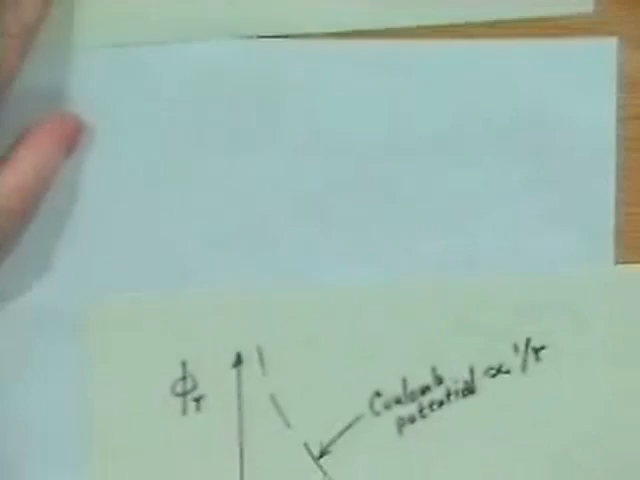 ϕr
Coulomb
potential ∝ 1/r